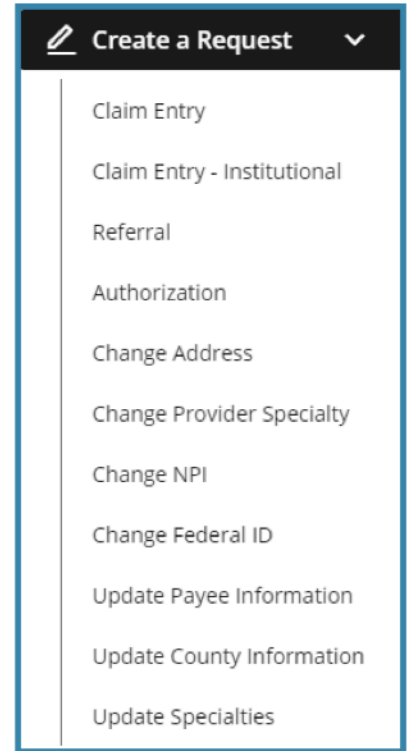 Create a Request
Claim Entry
Claim Entry - Institutional
Referral
Authorization
Change Address
Change Provider Specialty
Change NPI
Change Federal ID
Update Payee Information
Update County Information
Update Specialties